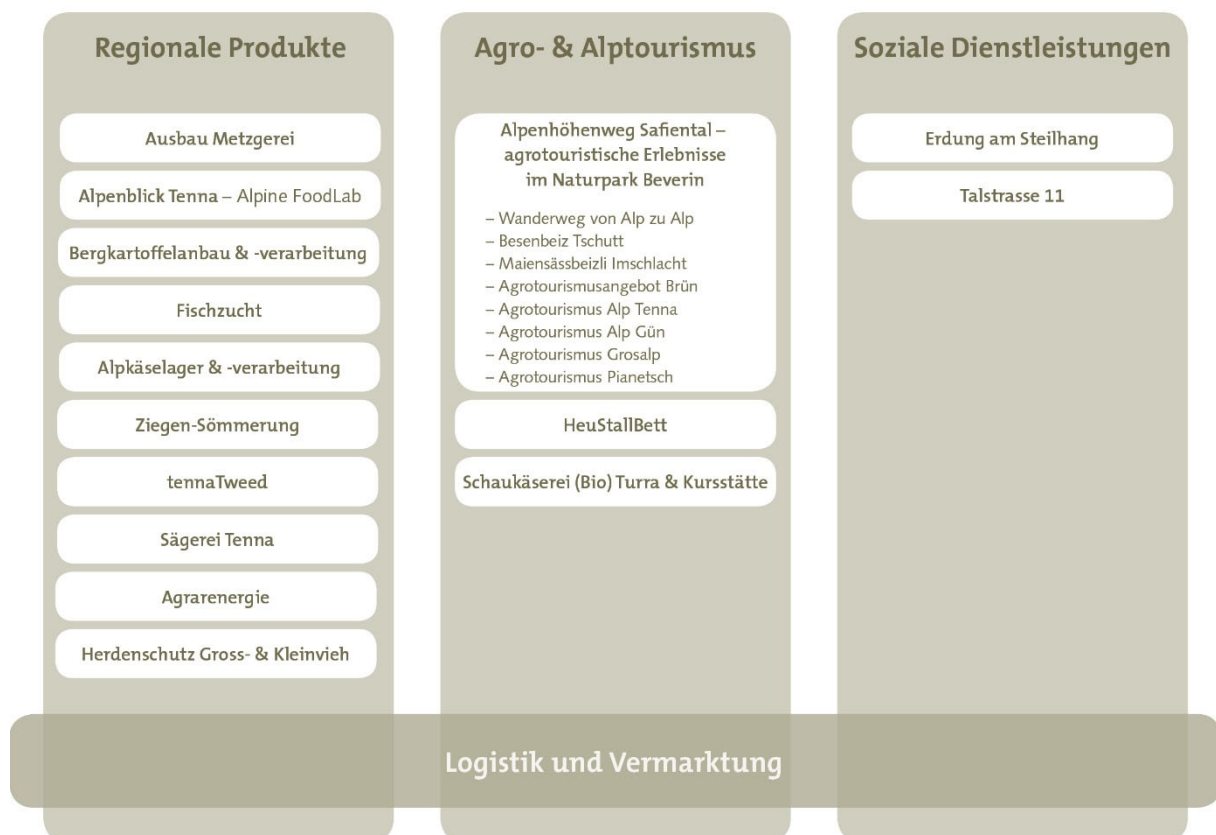 Regionale Produkte
Ausbau Metzgerei
Alpenblick Tenna – Alpine FoodLab
Bergkartoffelanbau & -verarbeitung
Fischzucht
Alpkäselager & -verarbeitung
Ziegen-Sömmerung
tennaTweed
Sägerei Tenna
Agrarenergie
Herdenschutz Gross- & Kleinvieh
Agro- & Alptourismus
Alpenhöhenweg Safiental –
agrotouristische Erlebnisse
im Naturpark Beverin
– Wanderweg von Alp zu Alp
– Besenbeiz Tschutt
– Maiensässbeizli Imschlacht
– Agrotourismusangebot Brün
– Agrotourismus Alp Tenna
– Agrotourismus Alp Gün
– Agrotourismus Grosalp
– Agrotourismus Pianetsch
HeuStallBett
Schaukäserei (Bio) Turra & Kursstätte
Soziale Dienstleistungen
Erdung am Steilhang
Talstrasse 11
Logistik und Vermarktung